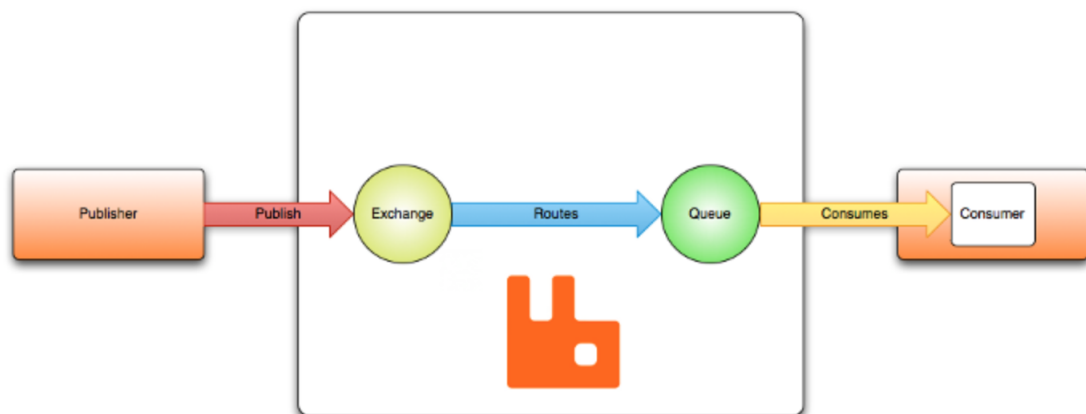 Publisher
Publish
Exchange
Routes
Queue
Consumes
Consumer